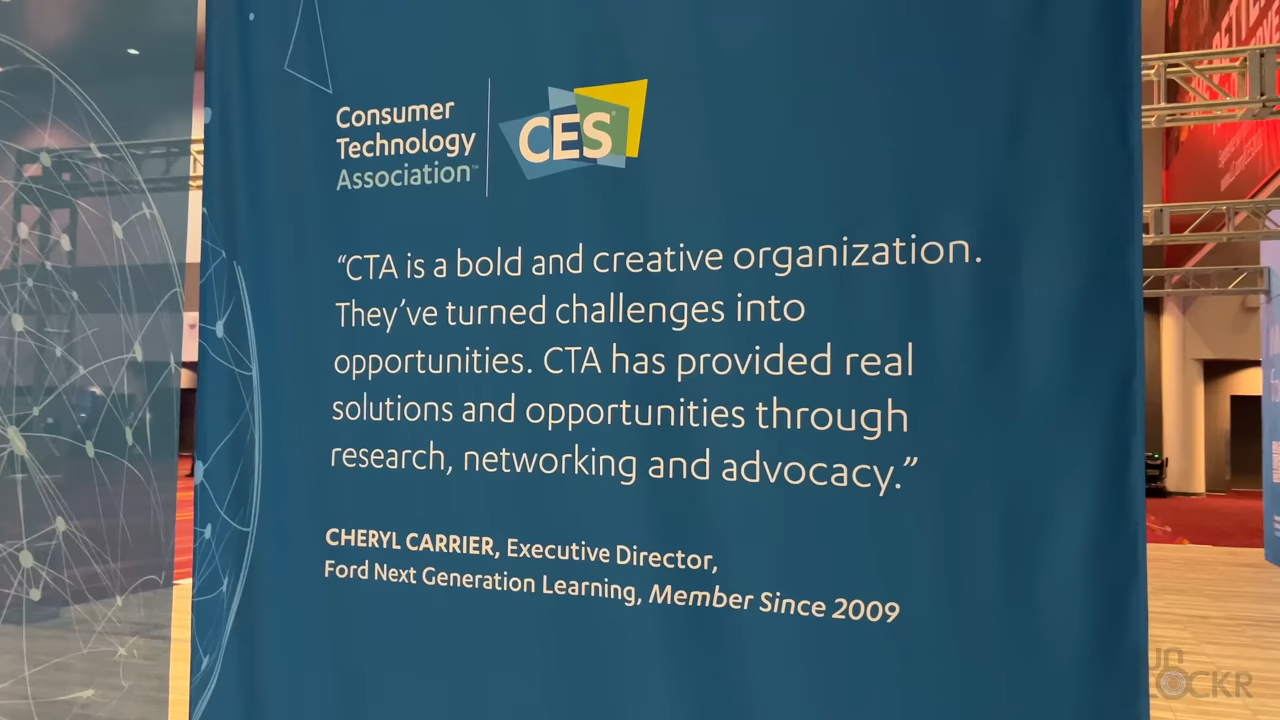 Consumer
Technology
Association™
CES®
“CTA is a bold and creative organization.
They’ve turned challenges into
opportunities. CTA has provided real
solutions and opportunities through
research, networking and advocacy.”
CHERYL CARRIER, Executive Director,
Ford Next Generation Learning, Member Since 2009
UN
LOCKR